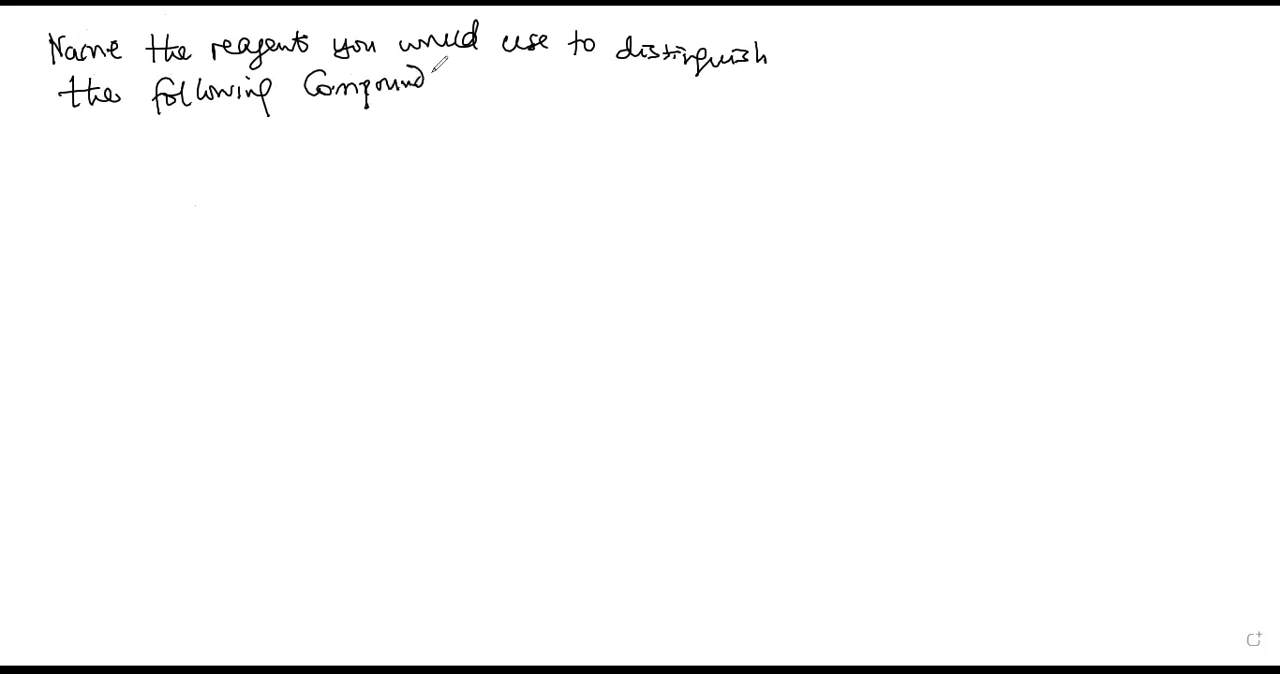 Name the reagents you would use to distinguish
the following Compound